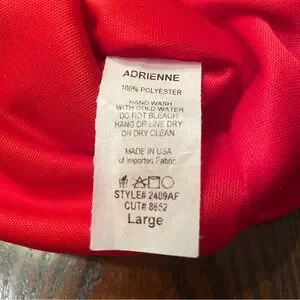 ADRIENNE
100% POLYESTER
HAND WASH
WITH COLD WATER
DO NOT BLEACH
HANG OR LINE DRY
OR DRY CLEAN
MADE IN USA
of Imported Fabric
STYLE# 2489AF
CUT# 8652
Large